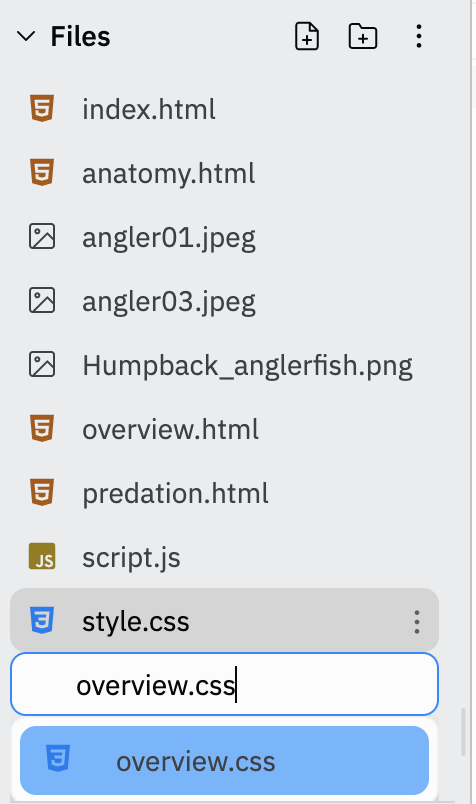 Files
index.html
anatomy.html
angler01.jpeg
angler03.jpeg
Humpback_anglerfish.png
overview.html
predation.html
JS script.js
style.css
overview.css
overview.css